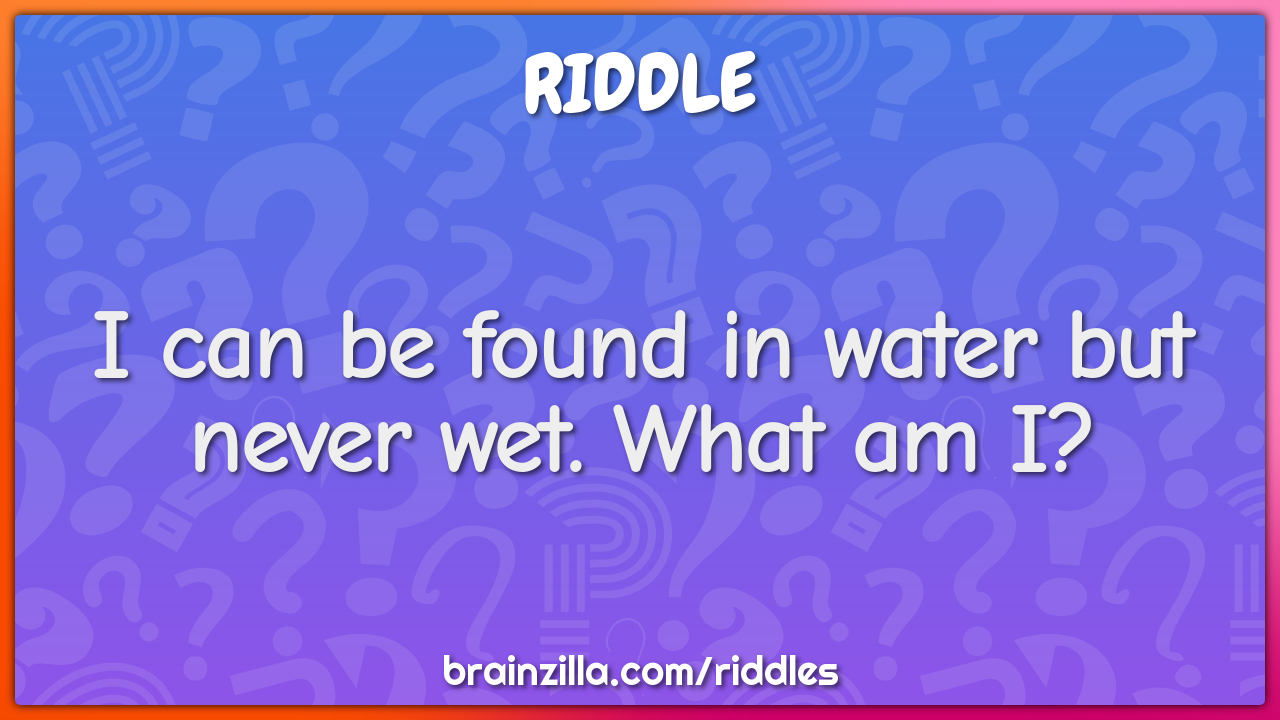 RIDDLE
I can be found in water but
never wet. What am I?
brainzilla.com/riddles